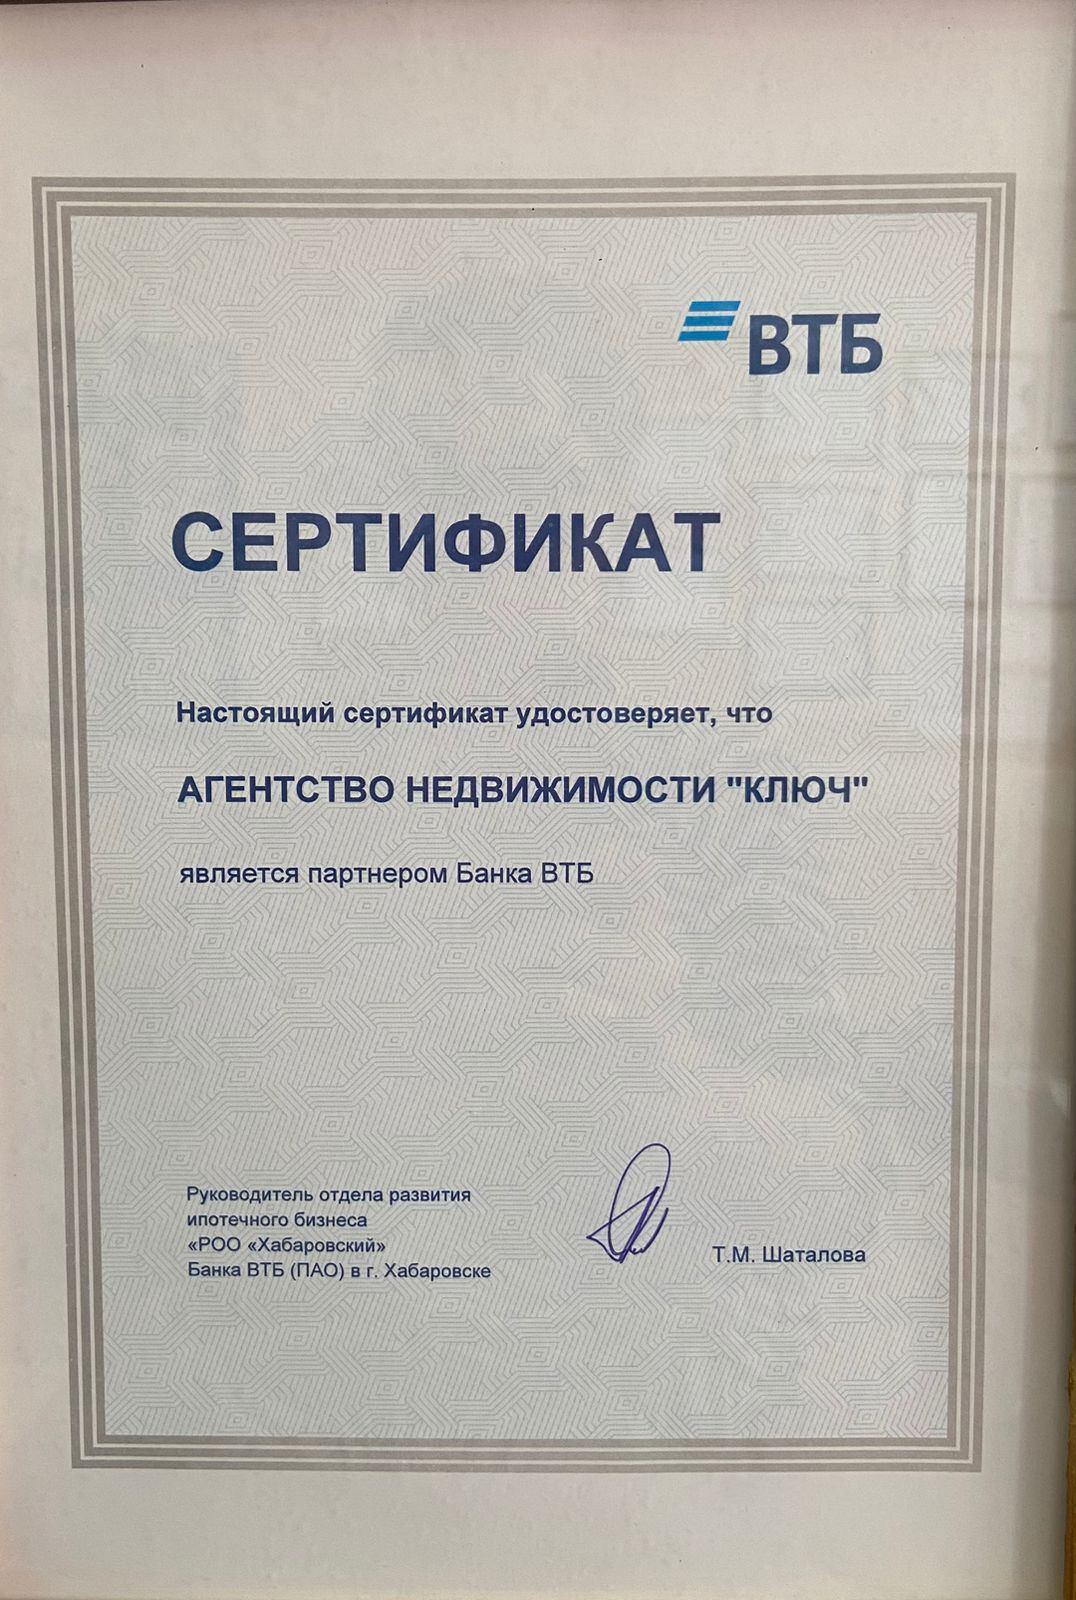 ВТБ
СЕРТИФИКАТ
Настоящий сертификат удостоверяет, что
АГЕНТСТВО НЕДВИЖИМОСТИ "КЛЮЧ"
является партнером Банка ВТБ
Руководитель отдела развития
ипотечного бизнеса
«РОО «Хабаровский»
Банка ВТБ (ПАО) в г. Хабаровске
Т.М. Шаталова